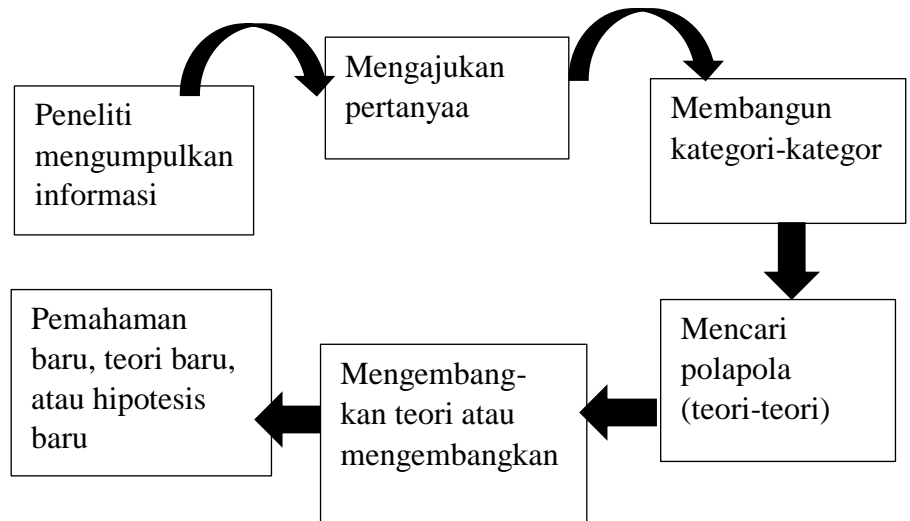 Peneliti
mengumpulkan
informasi
Mengajukan
pertanyaa
Membangun
kategori-kategor
Mencari
polapola
(teori-teori)
Mengembang-
kan teori atau
mengembangkan
Pemahaman
baru, teori baru,
atau hipotesis
baru